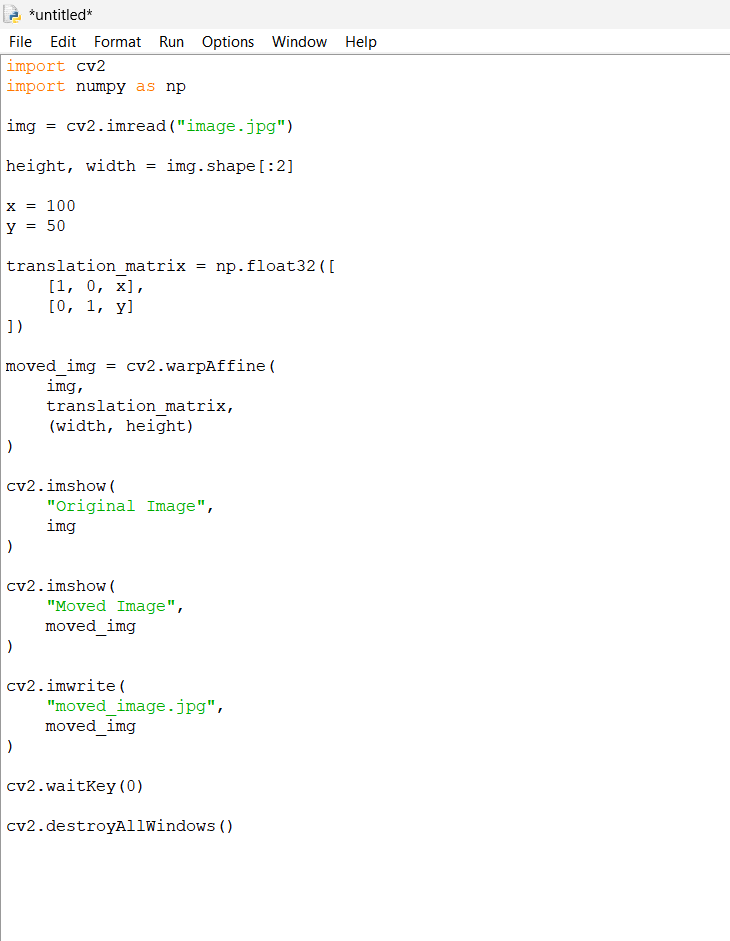 *untitled*
File Edit Format Run Options Window Help
import cv2
import numpy as np
img = cv2.imread("image.jpg")
height, width = img.shape[:2]
x = 100
y = 50
translation_matrix = np.float32([
    [1, 0, x],
    [0, 1, y]
])
moved_img = cv2.warpAffine(
    img,
    translation_matrix,
    (width, height)
)
cv2.imshow(
    "Original Image",
    img
)
cv2.imshow(
    "Moved Image",
    moved_img
)
cv2.imwrite(
    "moved_image.jpg",
    moved_img
)
cv2.waitKey(0)
cv2.destroyAllWindows()